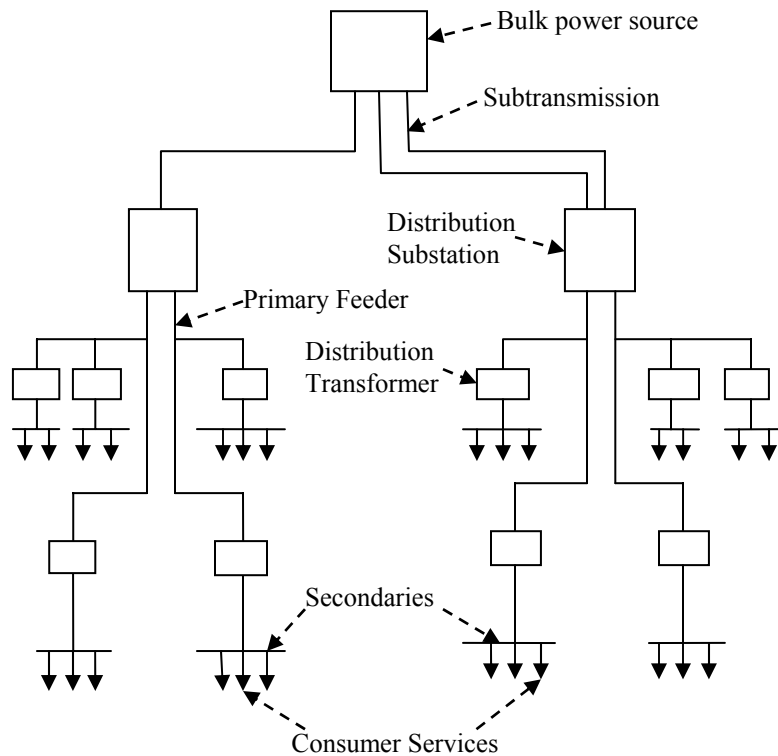 Bulk power source
Subtransmission
Distribution
Substation
Primary Feeder
Distribution
Transformer
Secondaries
Consumer Services